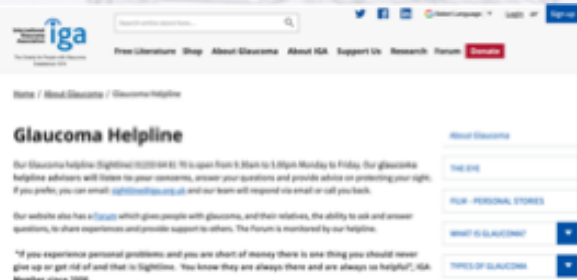 International
Glaucoma
Association
iga
Search entire store here...
Select Language
Login or
Sign up
Free Literature Shop About Glaucoma About IGA Support Us Research Forum Donate
Home / About Glaucoma / Glaucoma Helpline
Glaucoma Helpline
Our Glaucoma helpline (Sightline) 01233 64 81 70 is open from 9.30am to 5.00pm Monday to Friday. Our glaucoma
helpline advisors will listen to your concerns, answer your questions and provide advice on protecting your sight.
If you prefer, you can email: sightline@iga.org.uk and our team will respond via email or call you back.
Our website also has a Forum which gives people with glaucoma, and their relatives, the ability to ask and answer
questions, to share experiences and provide support to others. The Forum is monitored by our helpline.
"If you experience personal problems and you are short of money there is one thing you should never
give up or get rid of and that is Sightline. You know they are always there and are always so helpful", IGA
Member since
About Glaucoma
THE EYE
FILM - PERSONAL STORIES
WHAT IS GLAUCOMA?
TYPES OF GLAUCOMA